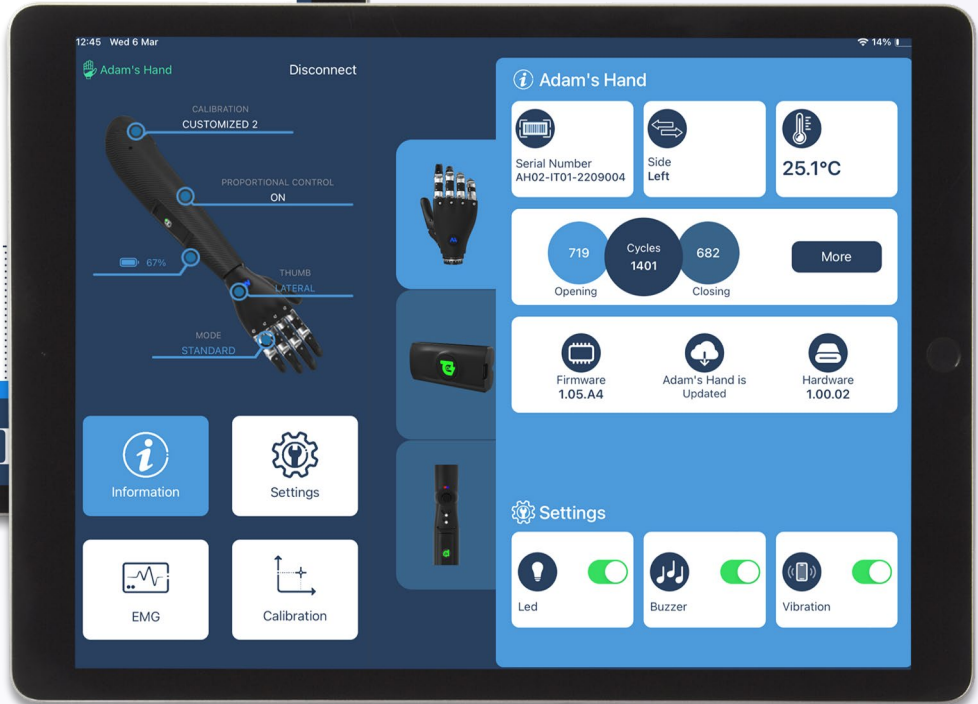 12:45 Wed 6 Mar
14%
Adam's Hand
Disconnect
CALIBRATION
CUSTOMIZED 2
PROPORTIONAL CONTROL
ON
67%
THUMB
LATERAL
MODE
STANDARD
Information
Settings
EMG
Calibration
Adam's Hand
Serial Number
AH02-IT01-2209004
Side
Left
25.1°C
719
Opening
Cycles
1401
682
Closing
More
Firmware
1.05.A4
Adam's Hand is
Updated
Hardware
1.00.02
Settings
Led
Buzzer
Vibration